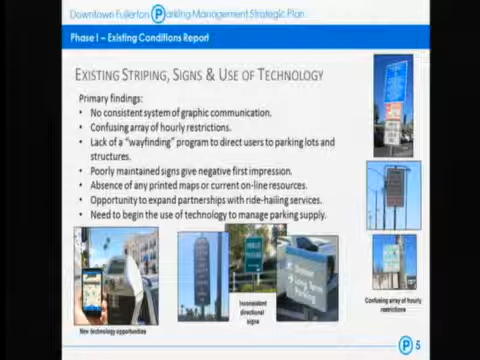 Downtown Fullerton Parking Management Strategic Plan
Phase I – Existing Conditions Report
EXISTING STRIPING, SIGNS & USE OF TECHNOLOGY
Primary findings:
• No consistent system of graphic communication.
• Confusing array of hourly restrictions.
• Lack of a “wayfinding” program to direct users to parking lots and
structures.
• Poorly maintained signs give negative first impression.
• Absence of any printed maps or current on-line resources.
• Opportunity to expand partnerships with ride-hailing services.
• Need to begin the use of technology to manage parking supply.
Long Term
Parking
New technology opportunities
Inconsistent
directional
signs
Confusing array of hourly
restrictions
P 5